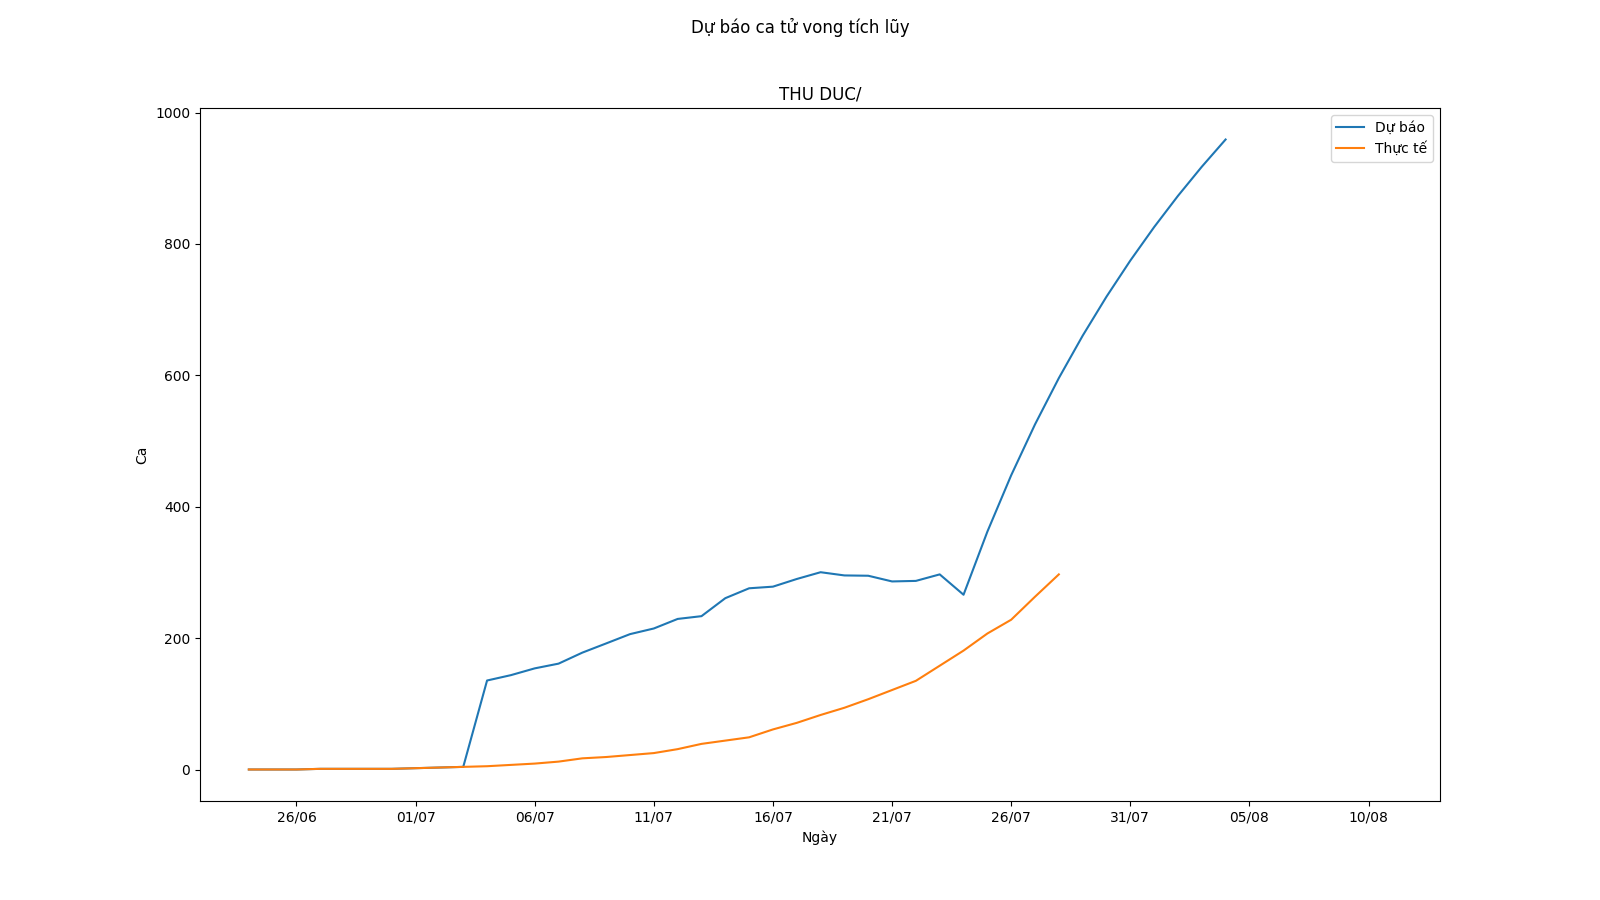 Dự báo ca tử vong tích lũy
THU DUC/
1000
800
600
400
200
0
Ca
Dự báo
Thực tế
26/06
01/07
06/07
11/07
16/07
21/07
26/07
31/07
05/08
10/08
Ngày